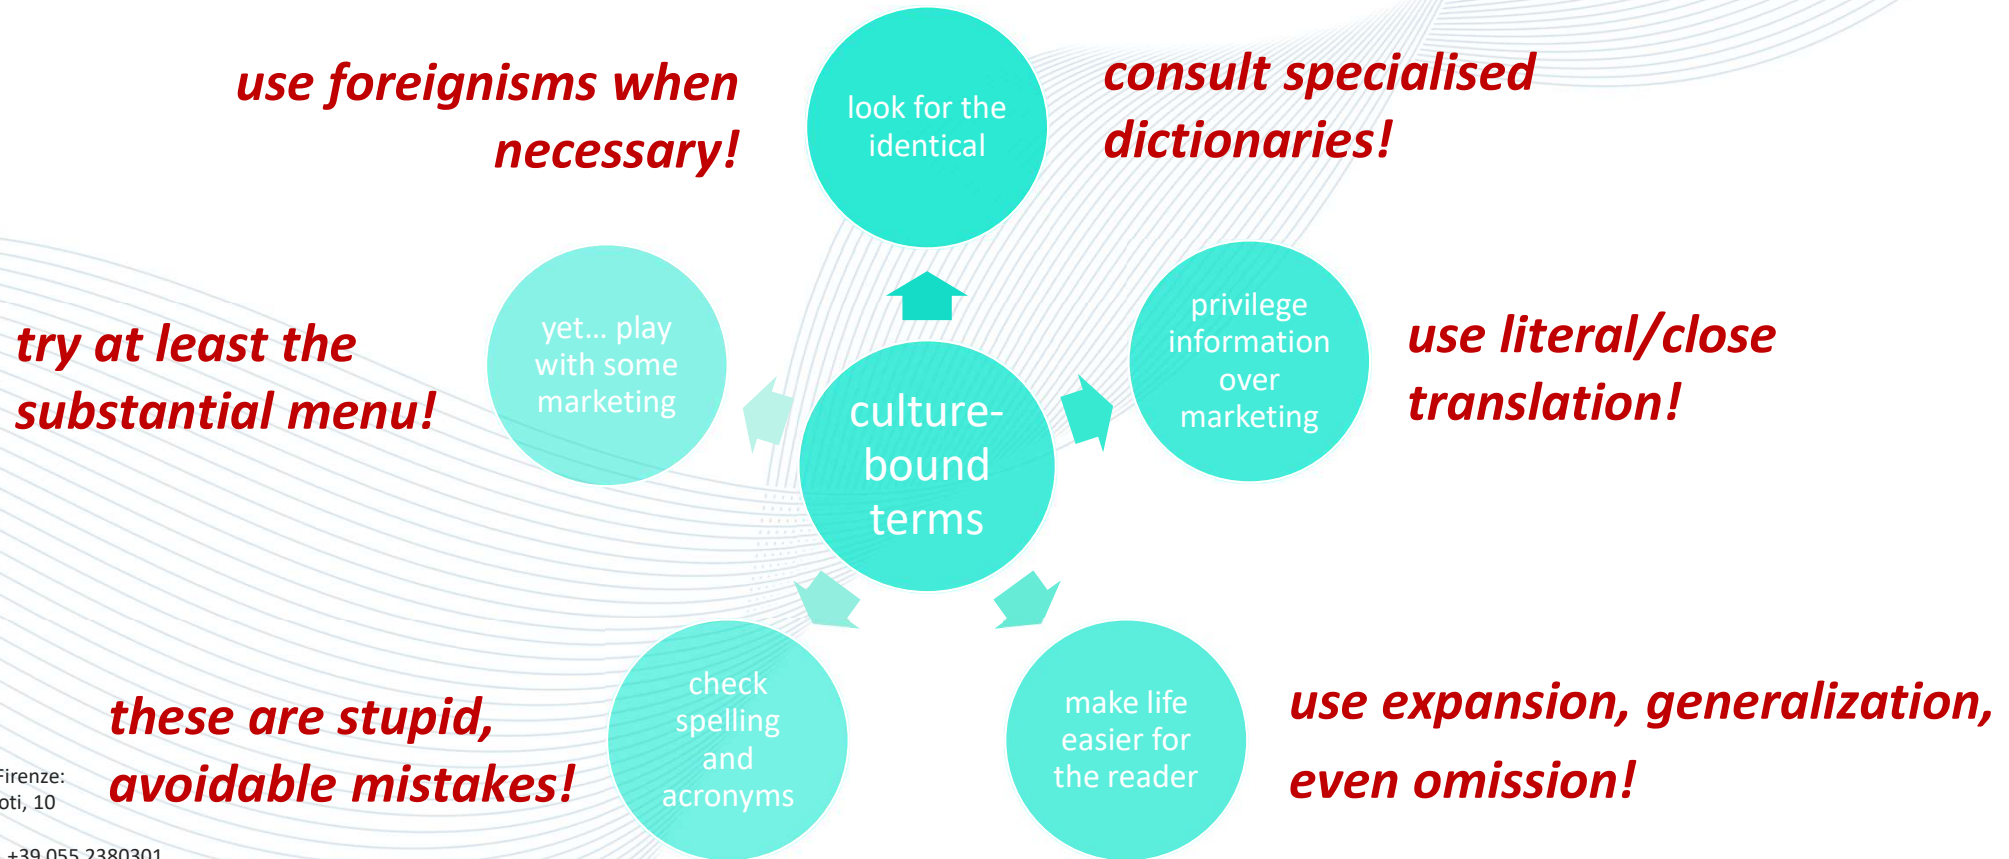 use foreignisms when
necessary!
look for the
identical
consult specialised
dictionaries!
try at least the
substantial menu!
yet... play
with some
marketing
culture-
bound
terms
privilege
information
over
marketing
use literal/close
translation!
these are stupid,
avoidable mistakes!
check
spelling
and
acronyms
make life
easier for
the reader
use expansion, generalization,
even omission!
Firenze:
oti, 10
+39 055 2380301